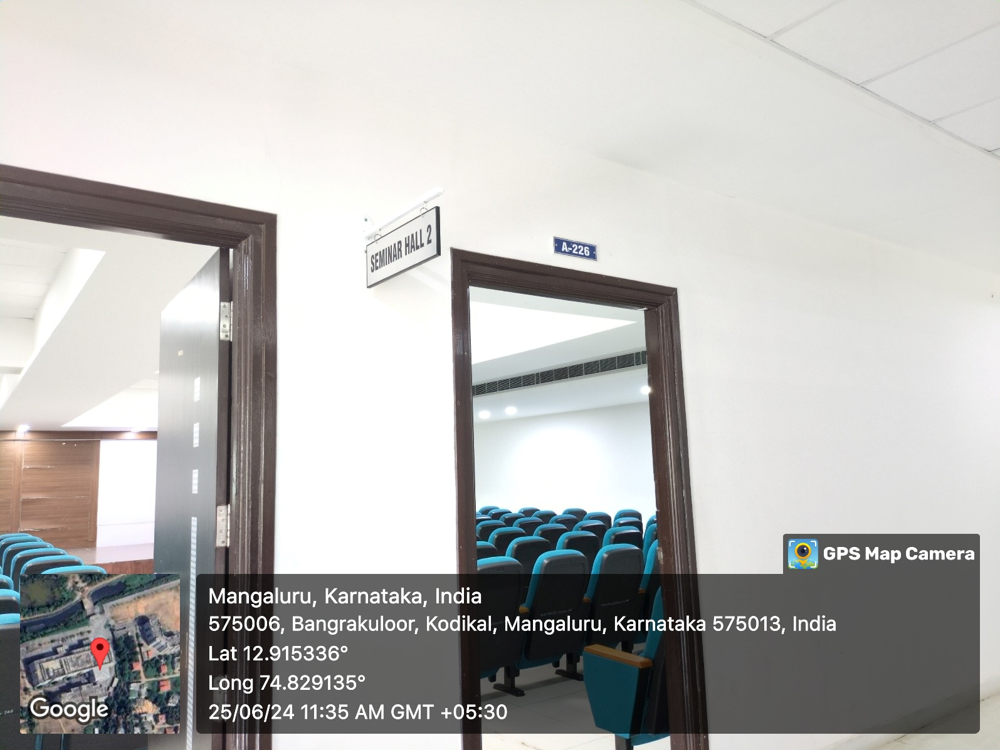 SEMINAR HALL 2
A-226
GPS Map Camera
Mangaluru, Karnataka, India
575006, Bangrakuloor, Kodikal, Mangaluru, Karnataka 575013, India
Lat 12.915336°
Long 74.829135°
25/06/24 11:35 AM GMT +05:30
Google